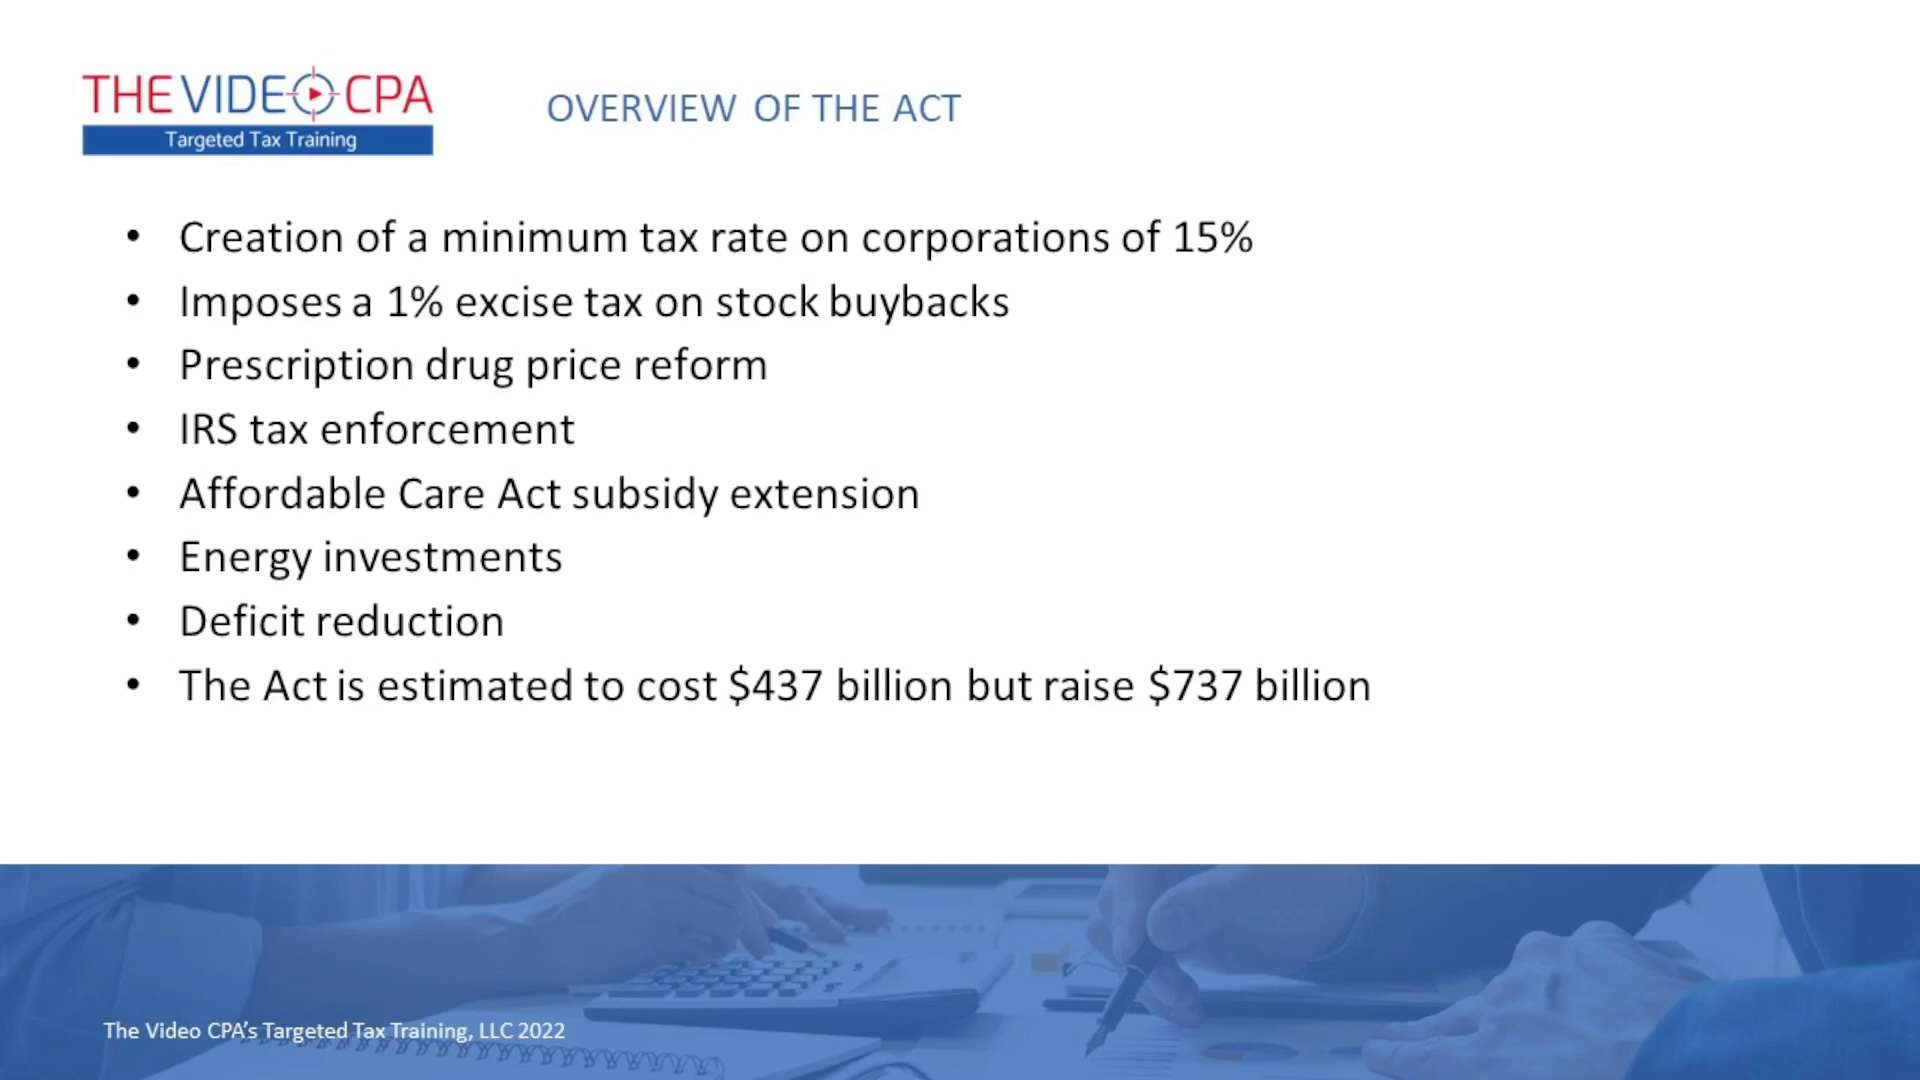 THE VIDEO CPA
Targeted Tax Training
OVERVIEW OF THE ACT
• Creation of a minimum tax rate on corporations of 15%
• Imposes a 1% excise tax on stock buybacks
• Prescription drug price reform
• IRS tax enforcement
• Affordable Care Act subsidy extension
• Energy investments
• Deficit reduction
• The Act is estimated to cost $437 billion but raise $737 billion
The Video CPA’s Targeted Tax Training, LLC 2022